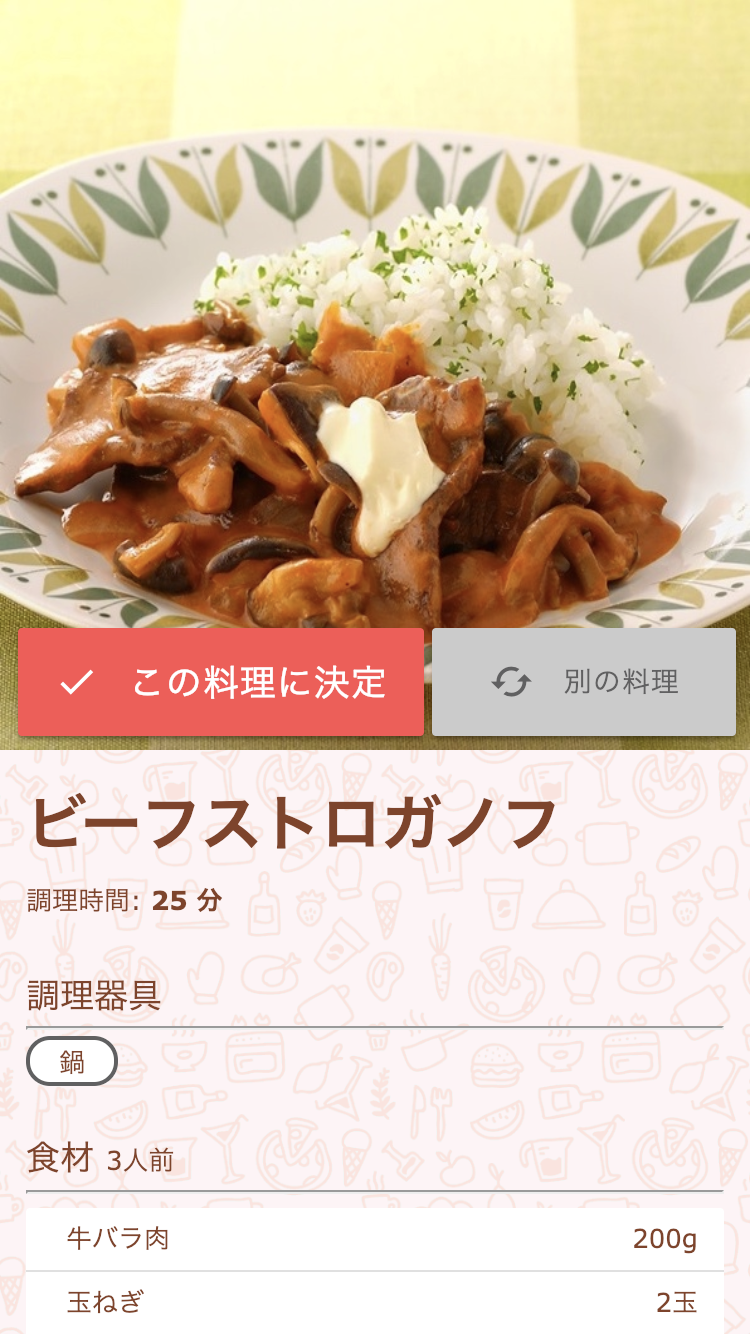 この料理に決定
別の料理
ビーフストロガノフ
調理時間: 25 分
調理器具
鍋
食材 3人前
牛バラ肉 200g
玉ねぎ 2玉